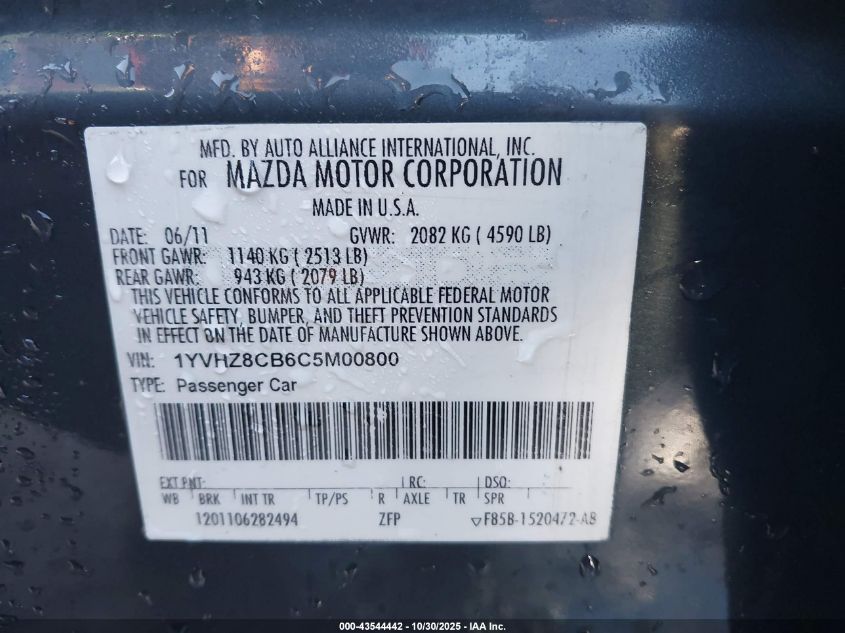 MFD. BY AUTO ALLIANCE INTERNATIONAL, INC.
FOR MAZDA MOTOR CORPORATION
MADE IN U.S.A.
DATE: 06/11 GVWR: 2082 KG ( 4590 LB)
FRONT GAWR: 1140 KG ( 2513 LB)
REAR GAWR: 943 KG ( 2079 LB)
THIS VEHICLE CONFORMS TO ALL APPLICABLE FEDERAL MOTOR
VEHICLE SAFETY, BUMPER, AND THEFT PREVENTION STANDARDS
IN EFFECT ON THE DATE OF MANUFACTURE SHOWN ABOVE.
VIN: 1YVHZ8CB6C5M00800
TYPE: Passenger Car
EXT PNT: RC: DSO:
WB BRK INT TR TP/PS R AXLE TR SPR
1201106282494 ZFP ▽F85B-1520472-AB
000-43544442 - 10/30/2025 - IAA Inc.